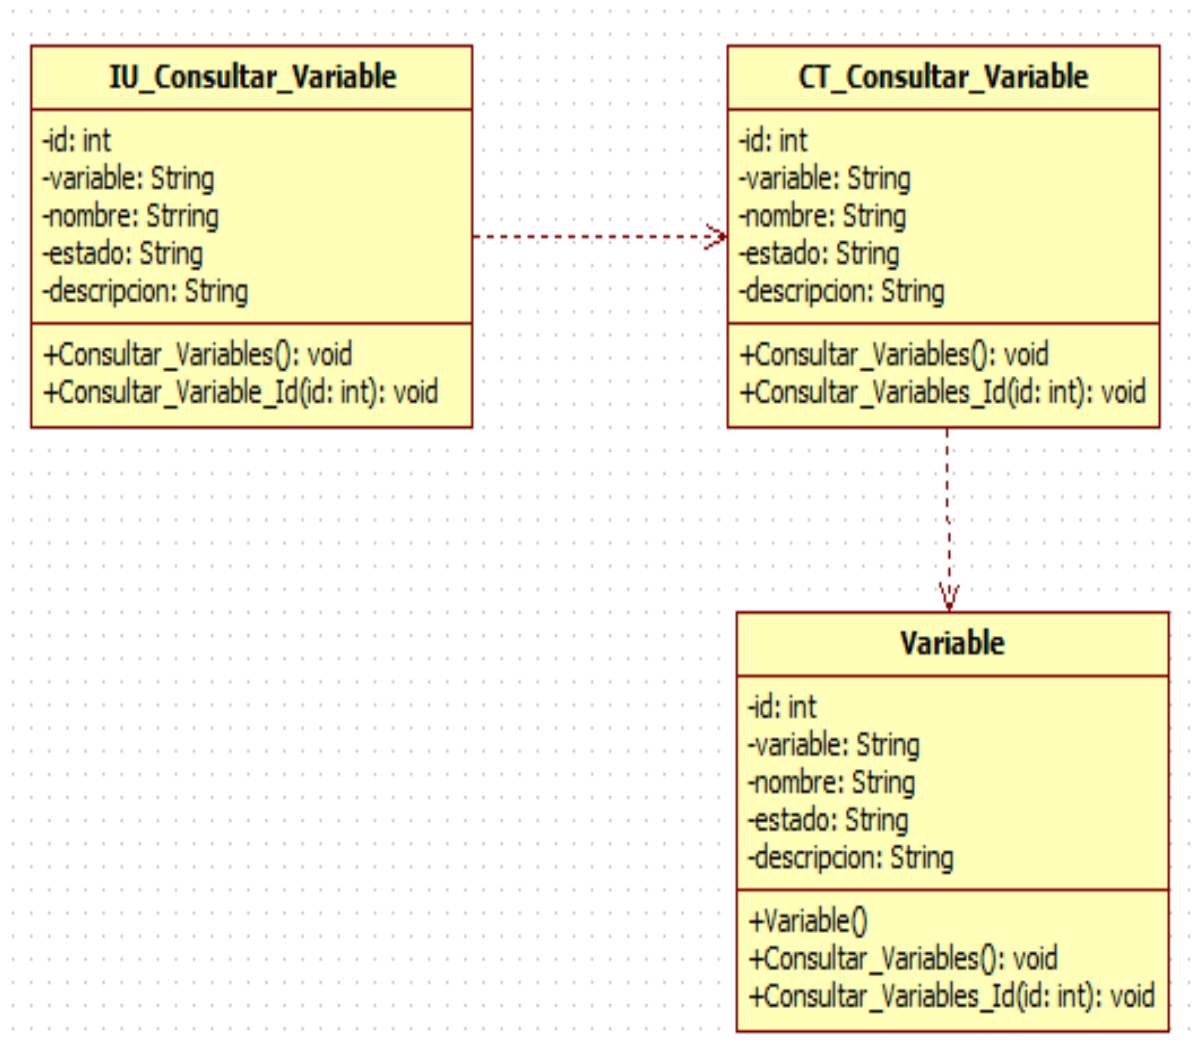 IU_Consultar_Variable
-id: int
-variable: String
-nombre: Strring
-estado: String
-descripcion: String
+Consultar_Variables(): void
+Consultar_Variable_Id(id: int): void
CT_Consultar_Variable
-id: int
-variable: String
-nombre: String
-estado: String
-descripcion: String
+Consultar_Variables(): void
+Consultar_Variables_Id(id: int): void
Variable
-id: int
-variable: String
-nombre: String
-estado: String
-descripcion: String
+Variable()
+Consultar_Variables(): void
+Consultar_Variables_Id(id: int): void